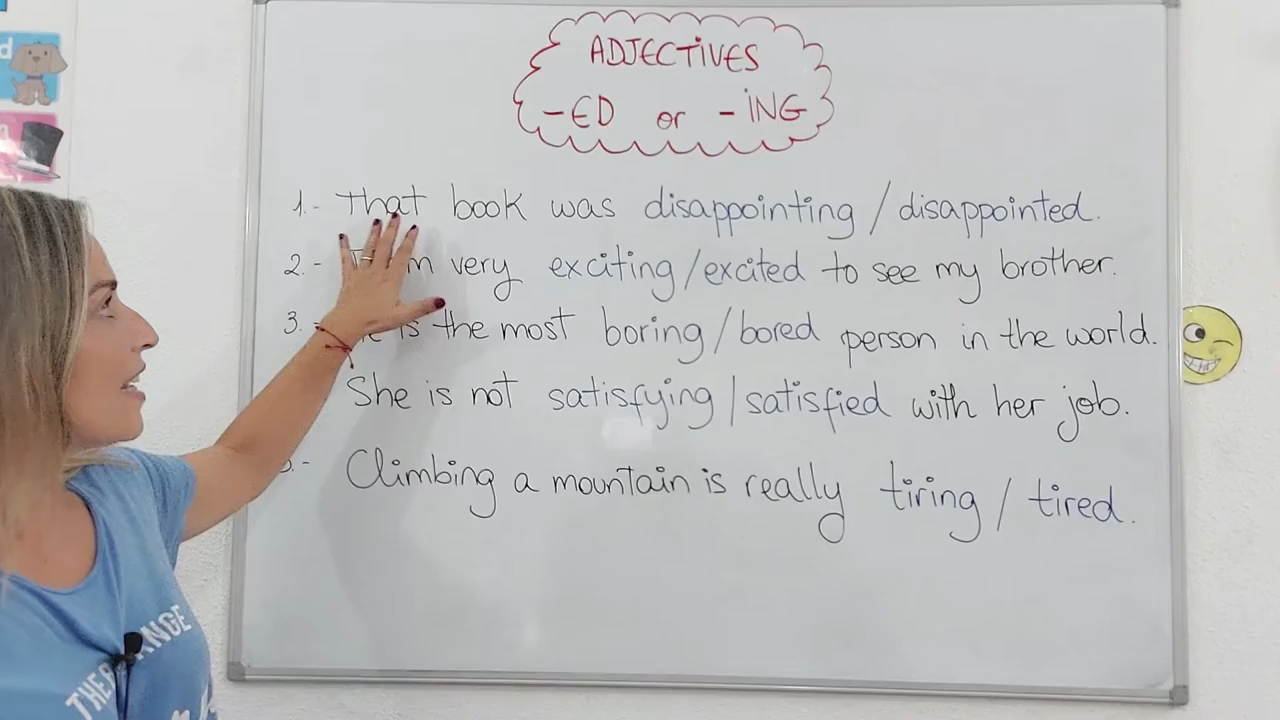 ADJECTIVES
-ED or -ING
1.- That book was disappointing / disappointed.
2.- very exciting / excited to see my brother.
3. is the most boring / bored person in the world.
She is not satisfying / satisfied with her job.
Climbing a mountain is really tiring / tired.